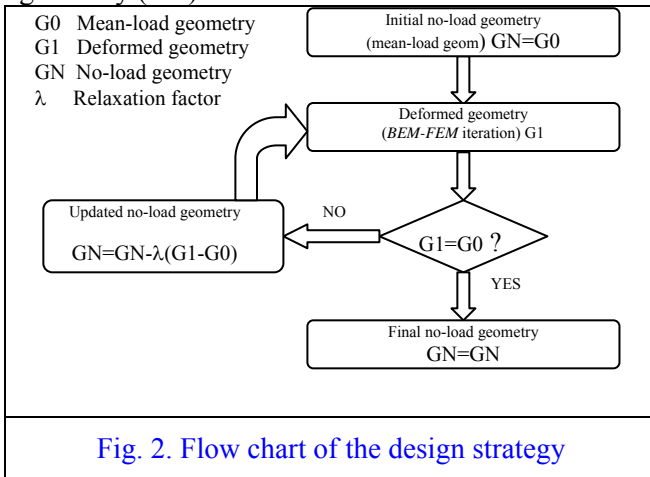 G0 Mean-load geometry
G1 Deformed geometry
GN No-load geometry
λ Relaxation factor
Initial no-load geometry
(mean-load geom) GN=G0
Deformed geometry
(BEM-FEM iteration) G1
Updated no-load geometry
GN=GN-λ(G1-G0)
NO
G1=G0 ?
YES
Final no-load geometry
GN=GN
Fig. 2. Flow chart of the design strategy